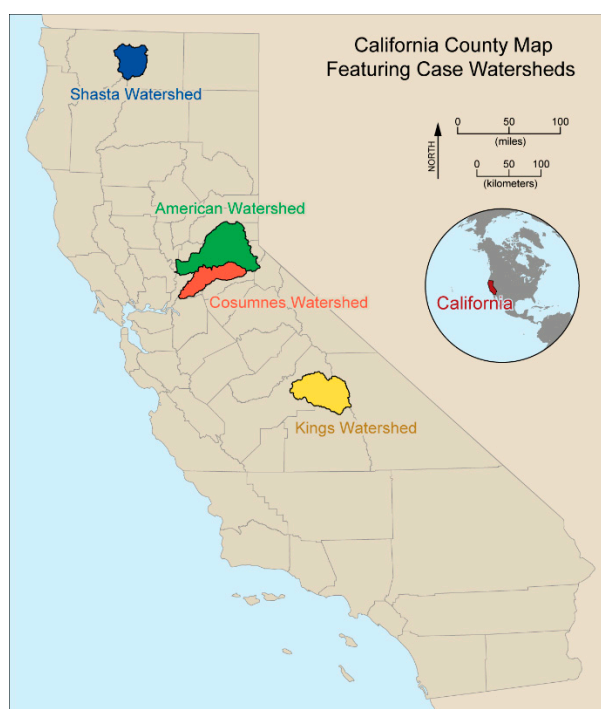 California County Map
Featuring Case Watersheds
Shasta Watershed
NORTH
0 50 100
(miles)
0 50 100
(kilometers)
American Watershed
Cosumnes Watershed
California
Kings Watershed